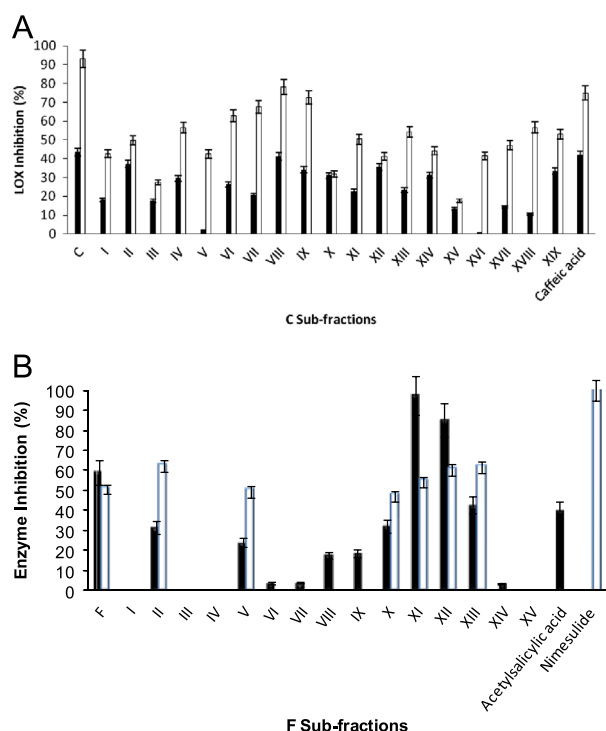 A
LOX Inhibition (%)
100
90
80
70
60
50
40
30
20
10
0
C I II III IV V VI VII VIII IX X XI XII XIII XIV XV XVI XVII XVIII XIX Caffeic acid
C Sub-fractions
B
Enzyme Inhibition (%)
100
90
80
70
60
50
40
30
20
10
0
F I II III IV V VI VII VIII IX X XI XII XIII XIV XV Acetylsalicylic acid Nimesulide
F Sub-fractions